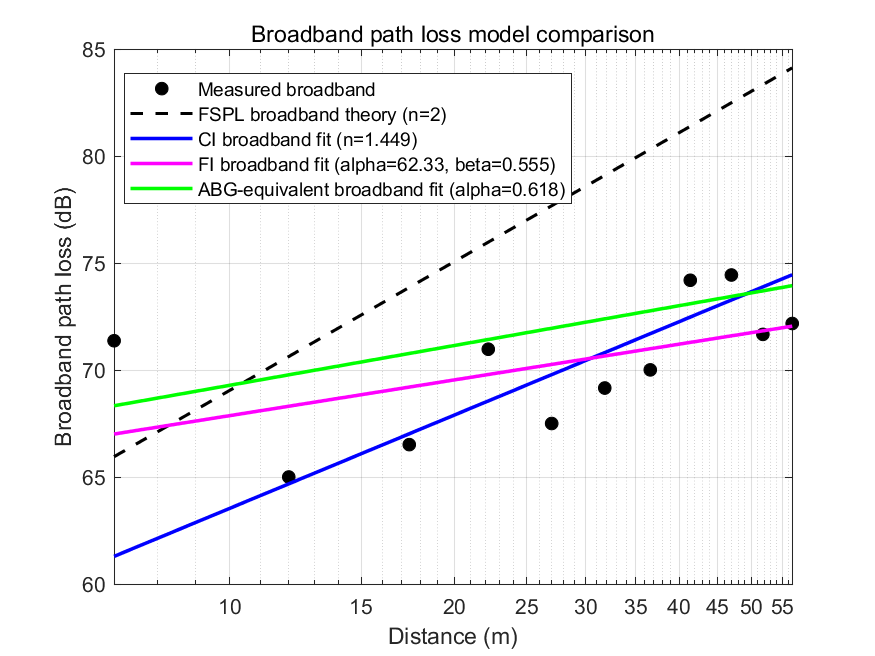 Broadband path loss model comparison
85
80
75
70
65
60
Broadband path loss (dB)
Measured broadband
FSPL broadband theory (n=2)
CI broadband fit (n=1.449)
FI broadband fit (alpha=62.33, beta=0.555)
ABG-equivalent broadband fit (alpha=0.618)
10 15 20 25 30 35 40 45 50 55
Distance (m)